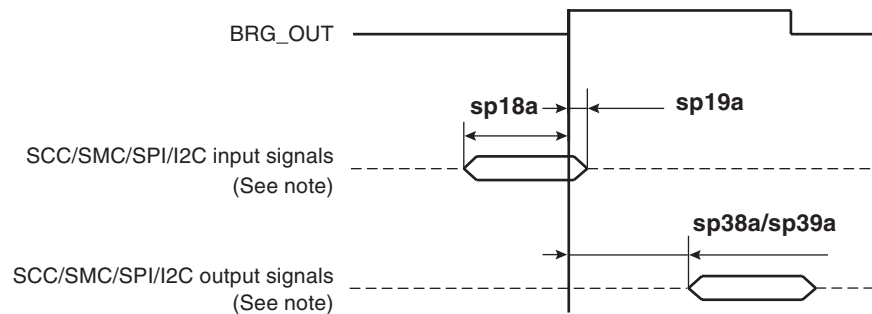 BRG_OUT
sp18a
sp19a
SCC/SMC/SPI/I2C input signals
(See note)
sp38a/sp39a
SCC/SMC/SPI/I2C output signals
(See note)